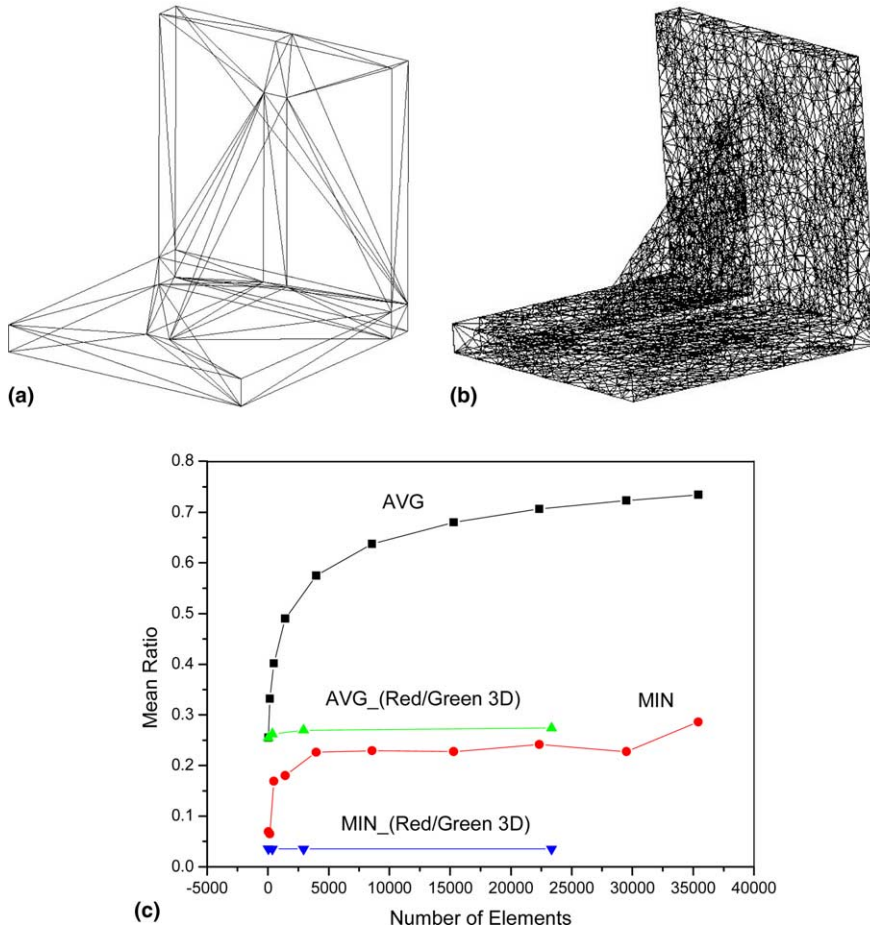 (a)
(b)
0.8
0.7
0.6
0.5
0.4
0.3
0.2
0.1
0.0
Mean Ratio
AVG
AVG_(Red/Green 3D)
MIN
MIN_(Red/Green 3D)
-5000 0 5000 10000 15000 20000 25000 30000 35000 40000
Number of Elements
(c)